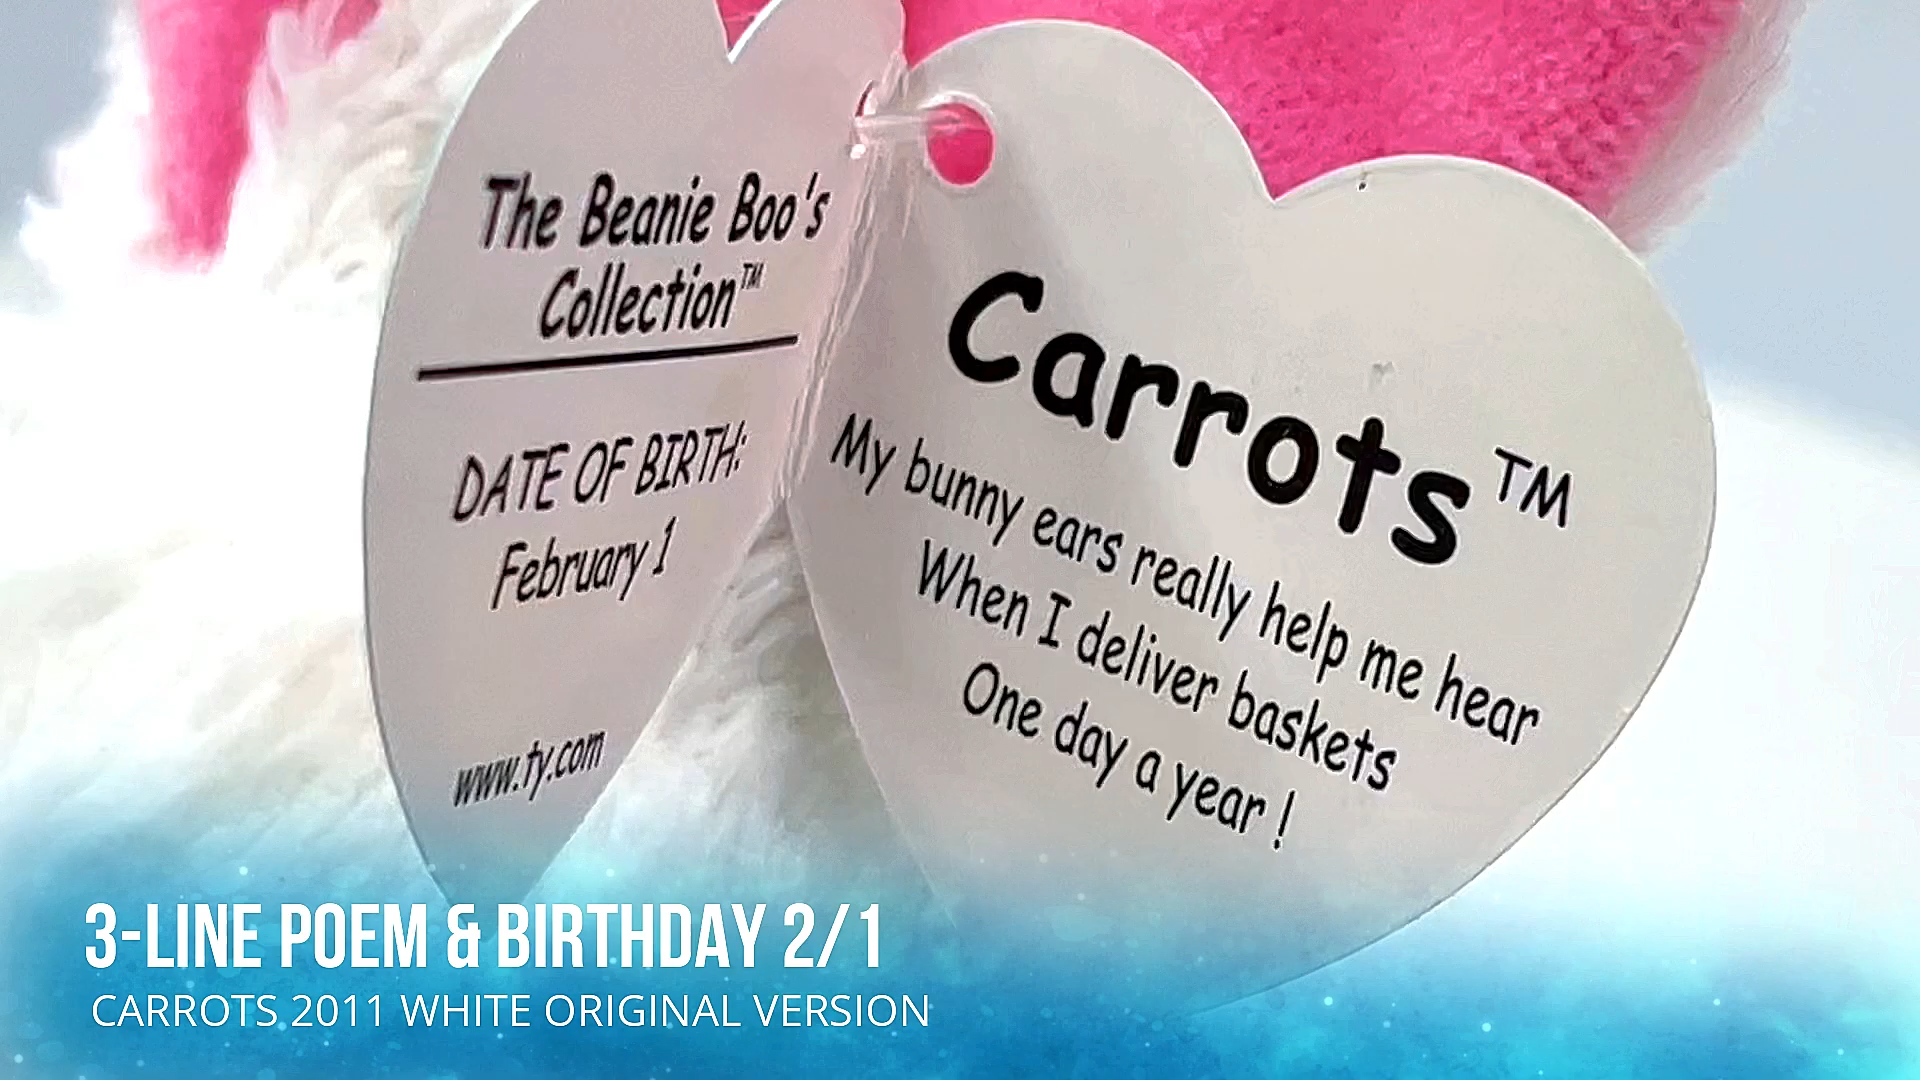 The Beanie Boo's
Collection™
DATE OF BIRTH:
February 1
www.ty.com
Carrots™
My bunny ears really help me hear
When I deliver baskets
One day a year !
3-LINE POEM & BIRTHDAY 2/1
CARROTS 2011 WHITE ORIGINAL VERSION